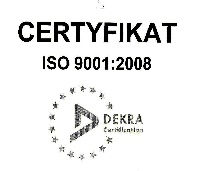 CERTYFIKAT
ISO 9001:2008
DEKRA
Certification